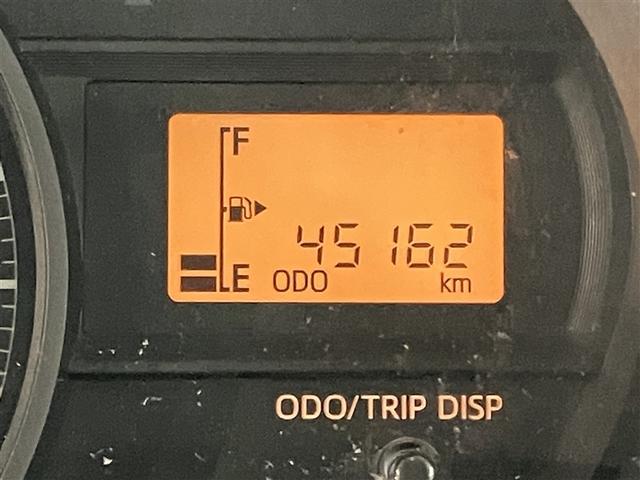 F
45162
E ODO km
ODO/TRIP DISP